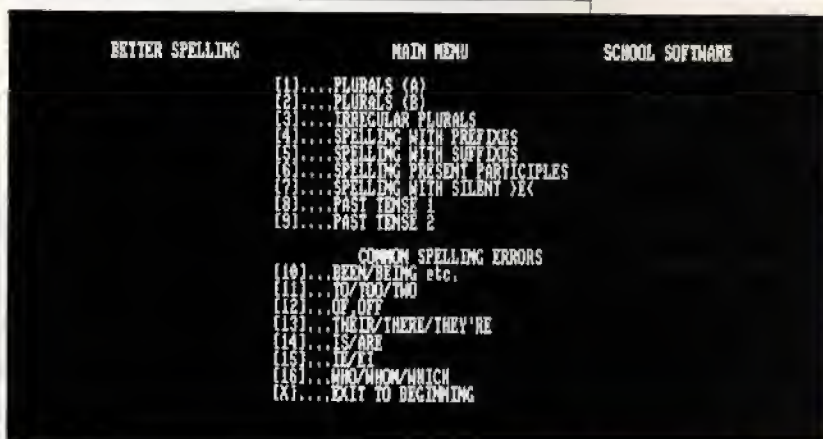 BETTER SPELLING MAIN MENU SCHOOL SOFTWARE
[1]....PLURALS (A)
[2]....PLURALS (B)
[3]....IRREGULAR PLURALS
[4]....SPELLING WITH PREFIXES
[5]....SPELLING WITH SUFFIXES
[6]....SPELLING PRESENT PARTICIPLES
[7]....SPELLING WITH SILENT >E<
[8]....PAST TENSE 1
[9]....PAST TENSE 2
COMMON SPELLING ERRORS
[10]...BEEN/BEING etc.
[11]...TO/TOO/TWO
[12]...OF,OFF
[13]...THEIR/THERE/THEY'RE
[14]...IS/ARE
[15]...IE/EI
[16]...WHO/WHOM/WHICH
[X]....EXIT TO BEGINNING